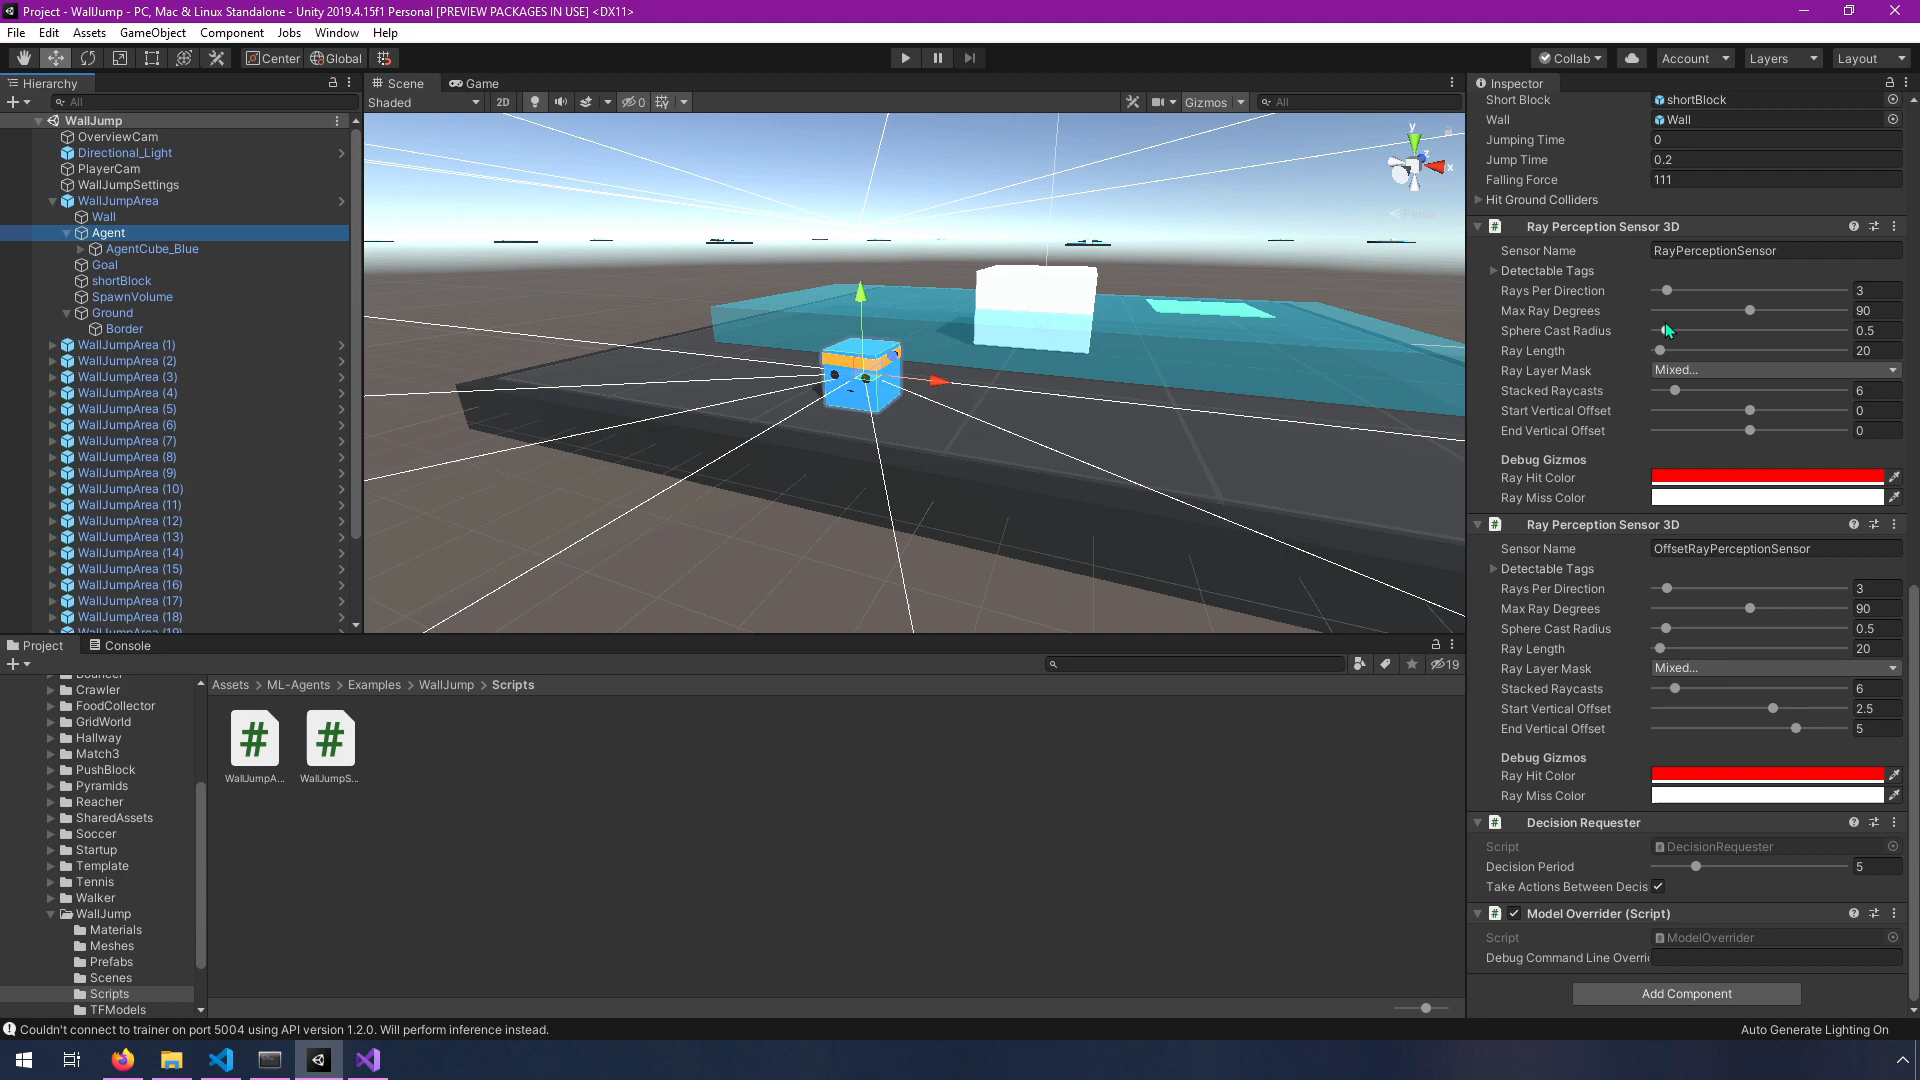 Project - WallJump - PC, Mac & Linux Standalone - Unity 2019.4.15f1 Personal [PREVIEW PACKAGES IN USE] <DX11>
File Edit Assets GameObject Component Jobs Window Help
Center Global Collab Account Layers Layout
Hierarchy
All
WallJump
OverviewCam
Directional_Light
PlayerCam
WallJumpSettings
WallJumpArea
Wall
Agent
AgentCube_Blue
Goal
shortBlock
SpawnVolume
Ground
Border
WallJumpArea (1)
WallJumpArea (2)
WallJumpArea (3)
WallJumpArea (4)
WallJumpArea (5)
WallJumpArea (6)
WallJumpArea (7)
WallJumpArea (8)
WallJumpArea (9)
WallJumpArea (10)
WallJumpArea (11)
WallJumpArea (12)
WallJumpArea (13)
WallJumpArea (14)
WallJumpArea (15)
WallJumpArea (16)
WallJumpArea (17)
WallJumpArea (18)
WallJumpArea (19)
Scene Game
Shaded 2D 0 Gizmos All
y
x
z
Persp
Inspector
Short Block shortBlock
Wall Wall
Jumping Time 0
Jump Time 0.2
Falling Force 111
Hit Ground Colliders
# Ray Perception Sensor 3D
Sensor Name RayPerceptionSensor
Detectable Tags
Rays Per Direction 3
Max Ray Degrees 90
Sphere Cast Radius 0.5
Ray Length 20
Ray Layer Mask Mixed...
Stacked Raycasts 6
Start Vertical Offset 0
End Vertical Offset 0
Debug Gizmos
Ray Hit Color
Ray Miss Color
# Ray Perception Sensor 3D
Sensor Name OffsetRayPerceptionSensor
Detectable Tags
Rays Per Direction 3
Max Ray Degrees 90
Sphere Cast Radius 0.5
Ray Length 20
Ray Layer Mask Mixed...
Stacked Raycasts 6
Start Vertical Offset 2.5
End Vertical Offset 5
Debug Gizmos
Ray Hit Color
Ray Miss Color
# Decision Requester
Script DecisionRequester
Decision Period 5
Take Actions Between Decis
# Model Overrider (Script)
Script ModelOverrider
Debug Command Line Overri
Add Component
Project Console
19
Bouncer
Crawler
FoodCollector
GridWorld
Hallway
Match3
PushBlock
Pyramids
Reacher
SharedAssets
Soccer
Startup
Template
Tennis
Walker
WallJump
Materials
Meshes
Prefabs
Scenes
Scripts
TFModels
Assets > ML-Agents > Examples > WallJump > Scripts
# #
WallJumpA... WallJumpS...
Couldn't connect to trainer on port 5004 using API version 1.2.0. Will perform inference instead.
Auto Generate Lighting On